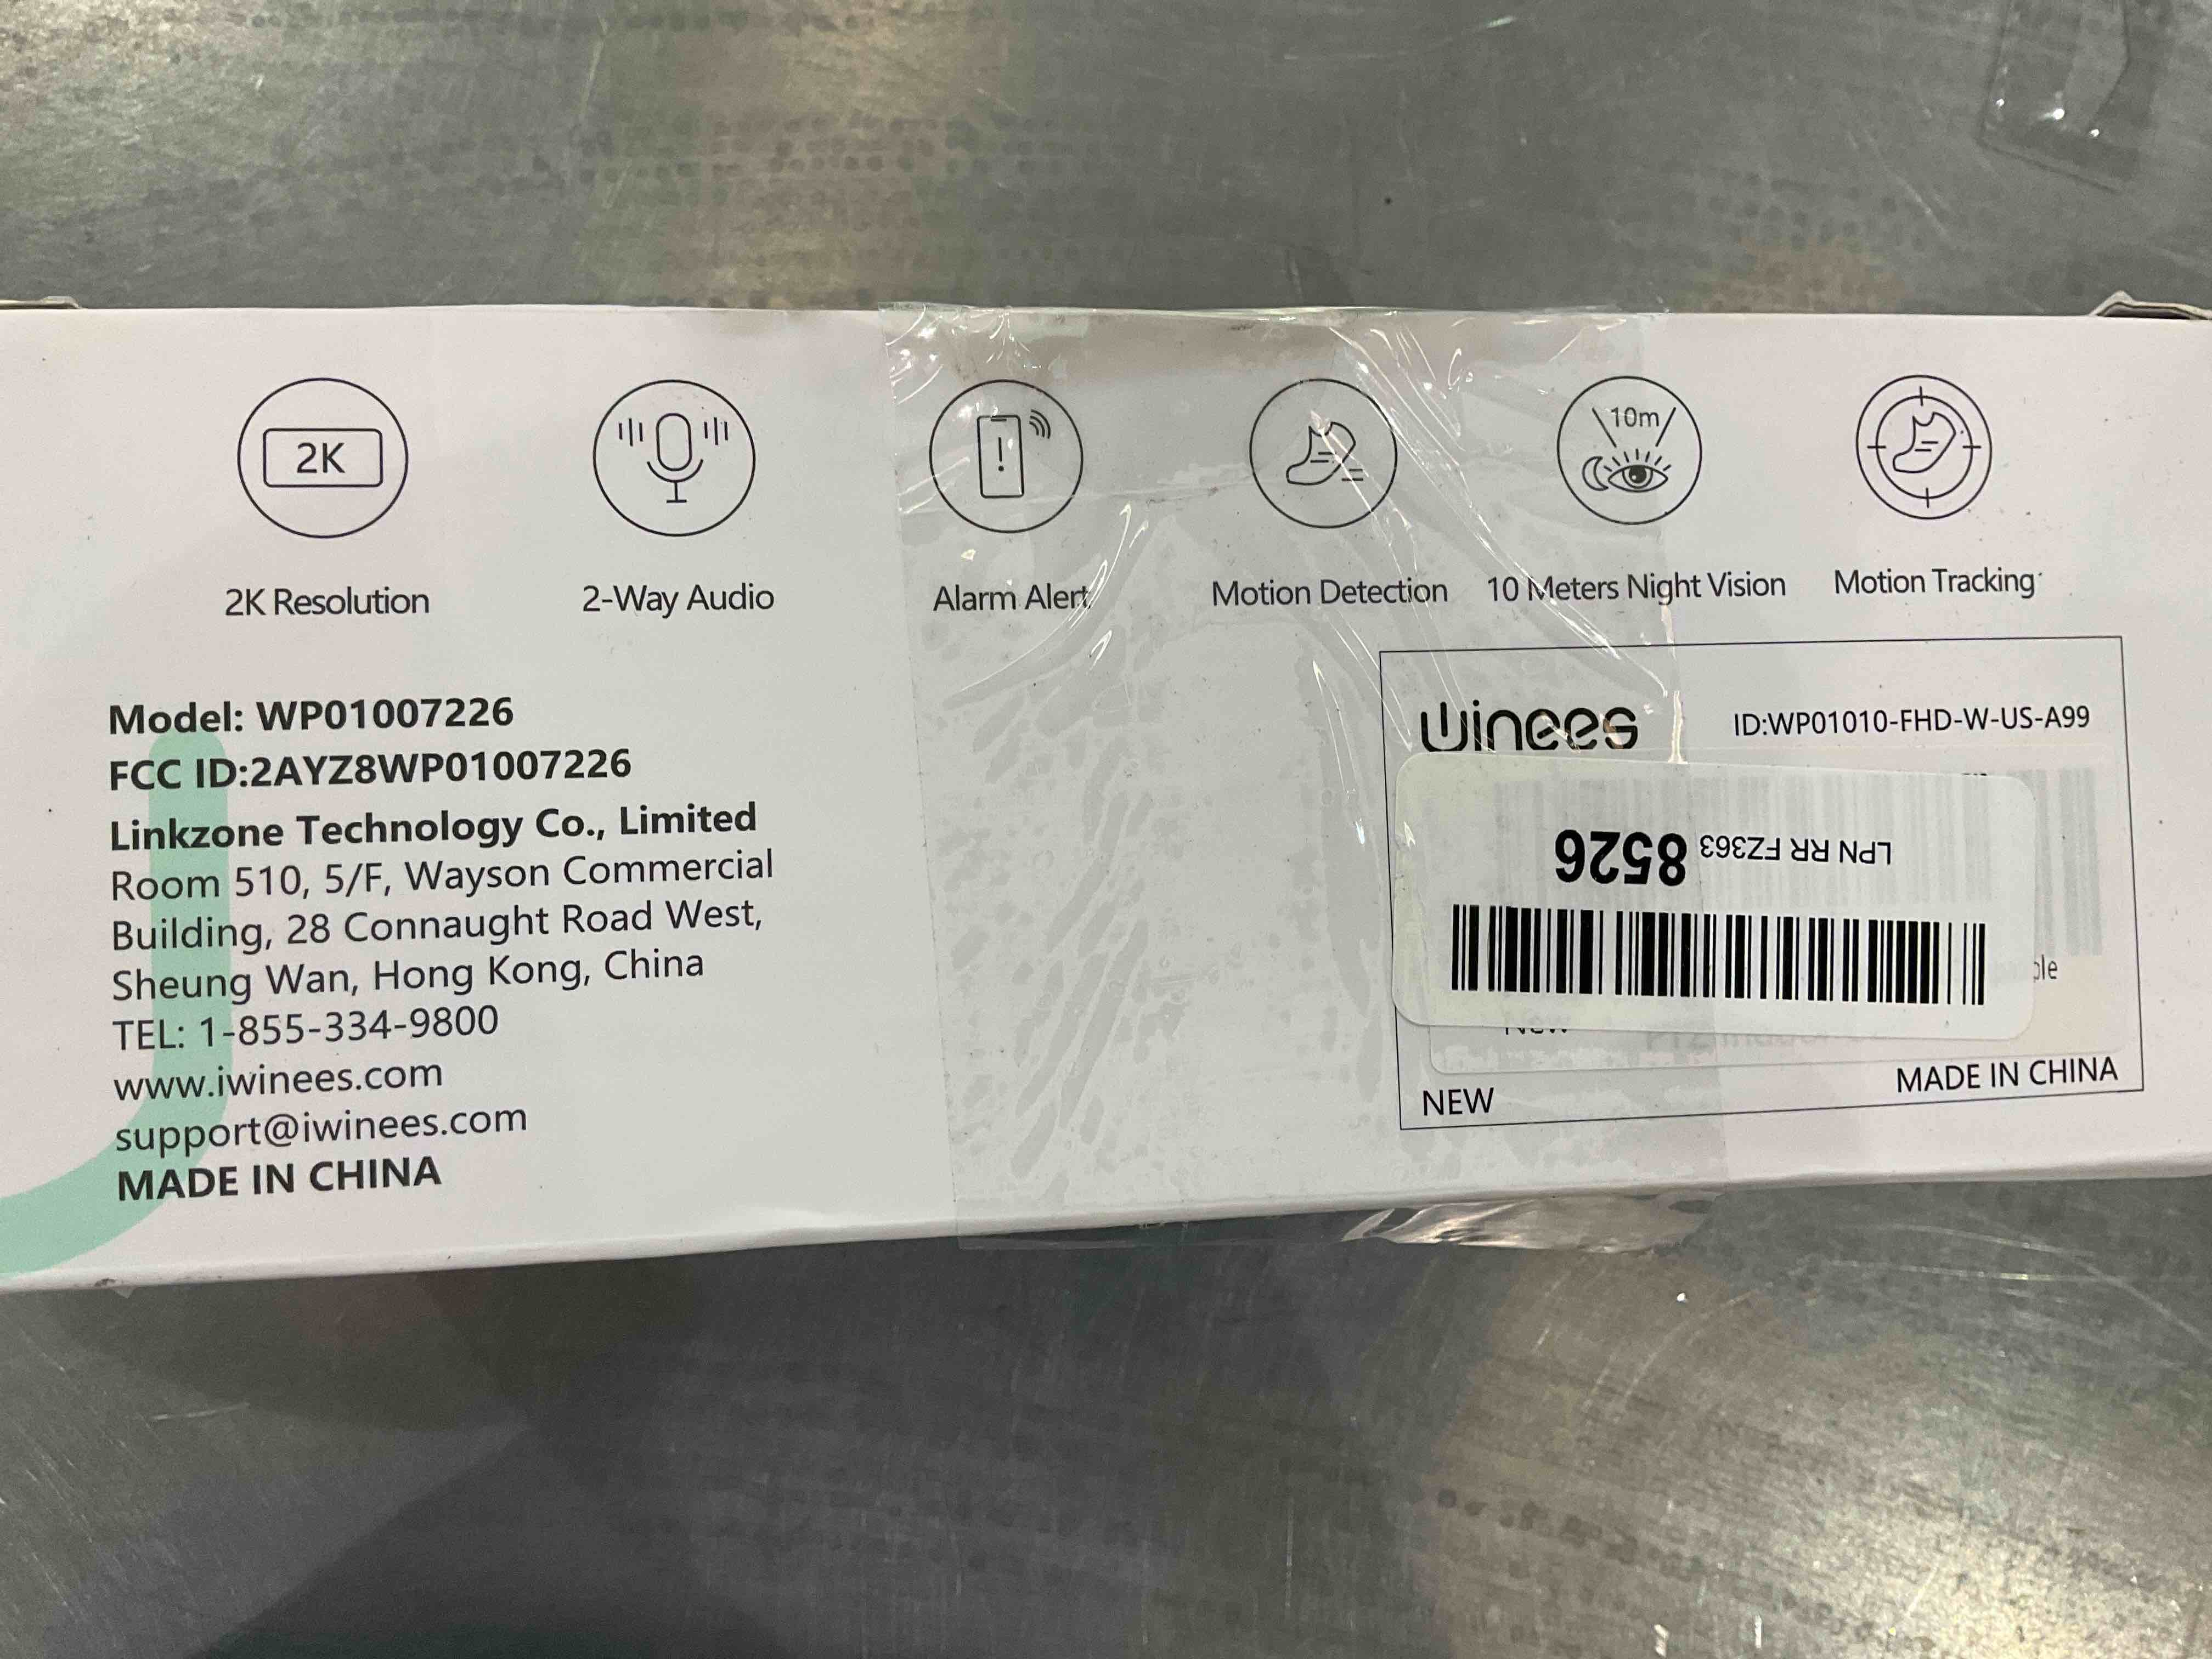 2K
10m
2K Resolution
2-Way Audio
Alarm Alert
Motion Detection
10 Meters Night Vision
Motion Tracking
Model: WP01007226
FCC ID:2AYZ8WP01007226
Linkzone Technology Co., Limited
Room 510, 5/F, Wayson Commercial
Building, 28 Connaught Road West,
Sheung Wan, Hong Kong, China
TEL: 1-855-334-9800
www.iwinees.com
support@iwinees.com
MADE IN CHINA
winees
ID:WP01010-FHD-W-US-A99
LPN RR FZ363 8526
New
NEW
MADE IN CHINA